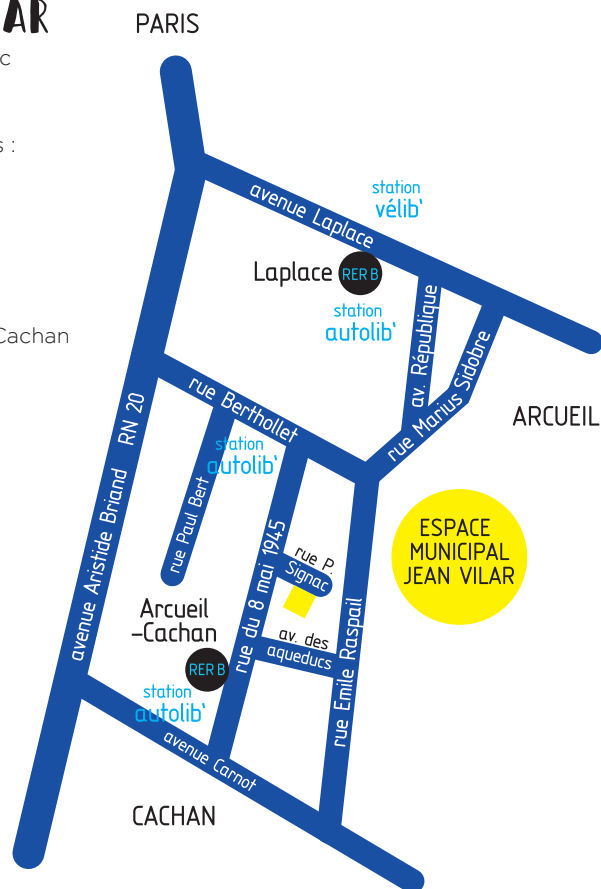 AR
PARIS
c
s :
Cachan
station
vélib'
avenue Laplace
Laplace
RER B
station
autolib'
av. République
rue Marius Sidobre
ARCUEIL
rue Berthollet
station
autolib'
avenue Aristide Briand RN 20
rue Paul Bert
rue du 8 mai 1945
rue P.
Signac
ESPACE
MUNICIPAL
JEAN VILAR
Arcueil
–Cachan
RER B
av. des
aqueducs
rue Emile Raspail
station
autolib'
avenue Carnot
CACHAN